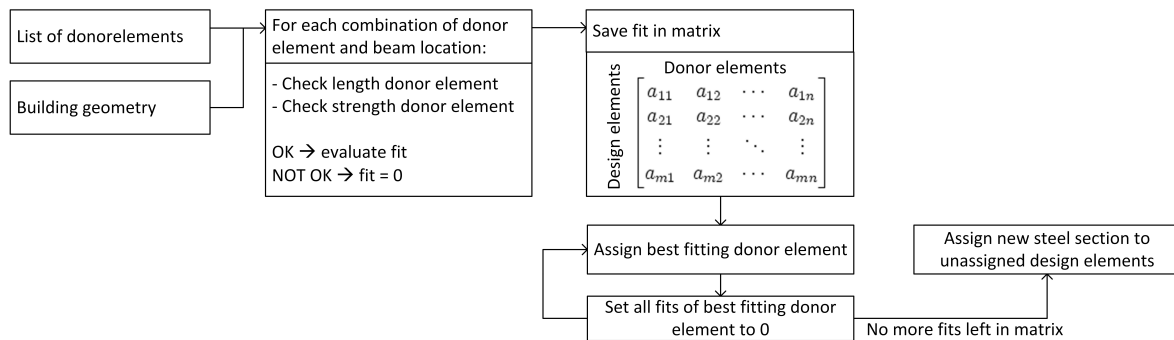 List of donorelements
Building geometry
For each combination of donor
element and beam location:
- Check length donor element
- Check strength donor element
OK → evaluate fit
NOT OK → fit = 0
Save fit in matrix
Donor elements
Design elements
a11 a12 ⋯ a1n
a21 a22 ⋯ a2n
⋮ ⋮ ⋱ ⋮
am1 am2 ⋯ amn
Assign best fitting donor element
Set all fits of best fitting donor
element to 0
No more fits left in matrix
Assign new steel section to
unassigned design elements